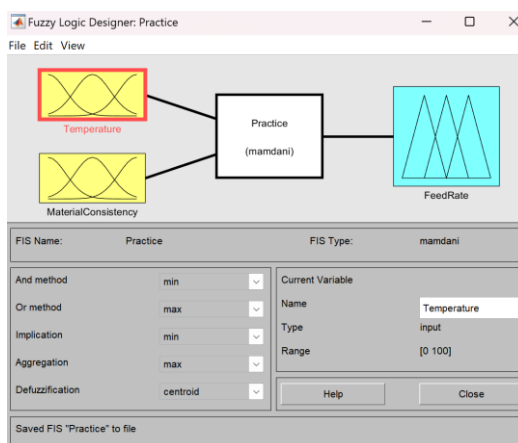 Fuzzy Logic Designer: Practice
File Edit View
Temperature
Practice
(mamdani)
FeedRate
MaterialConsistency
FIS Name: Practice FIS Type: mamdani
And method min
Or method max
Implication min
Aggregation max
Defuzzification centroid
Current Variable
Name Temperature
Type input
Range [0 100]
Help Close
Saved FIS "Practice" to file